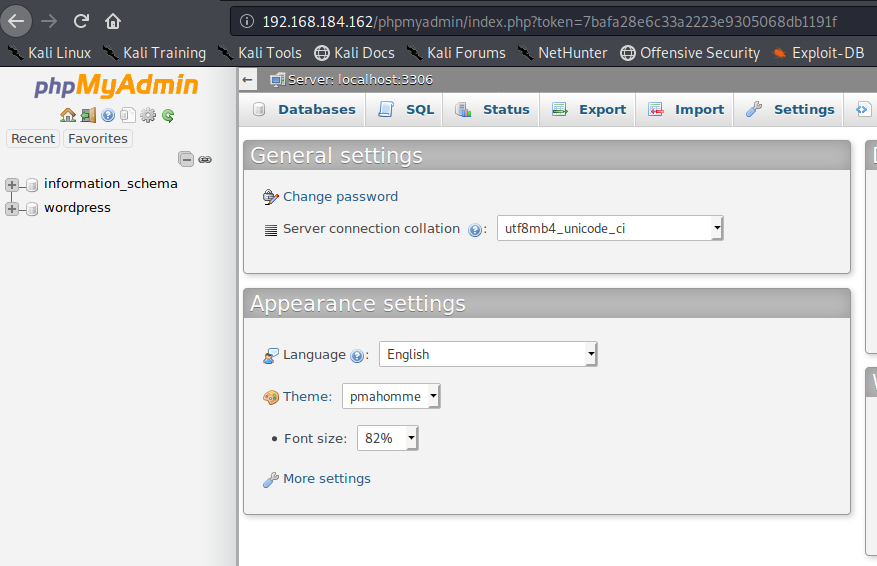 192.168.184.162/phpmyadmin/index.php?token=7bafa28e6c33a2223e9305068db1191f
Kali Linux Kali Training Kali Tools Kali Docs Kali Forums NetHunter Offensive Security Exploit-DB
phpMyAdmin
Recent Favorites
information_schema
wordpress
Server: localhost:3306
Databases SQL Status Export Import Settings
General settings
Change password
Server connection collation : utf8mb4_unicode_ci
Appearance settings
Language : English
Theme: pmahomme
• Font size: 82%
More settings